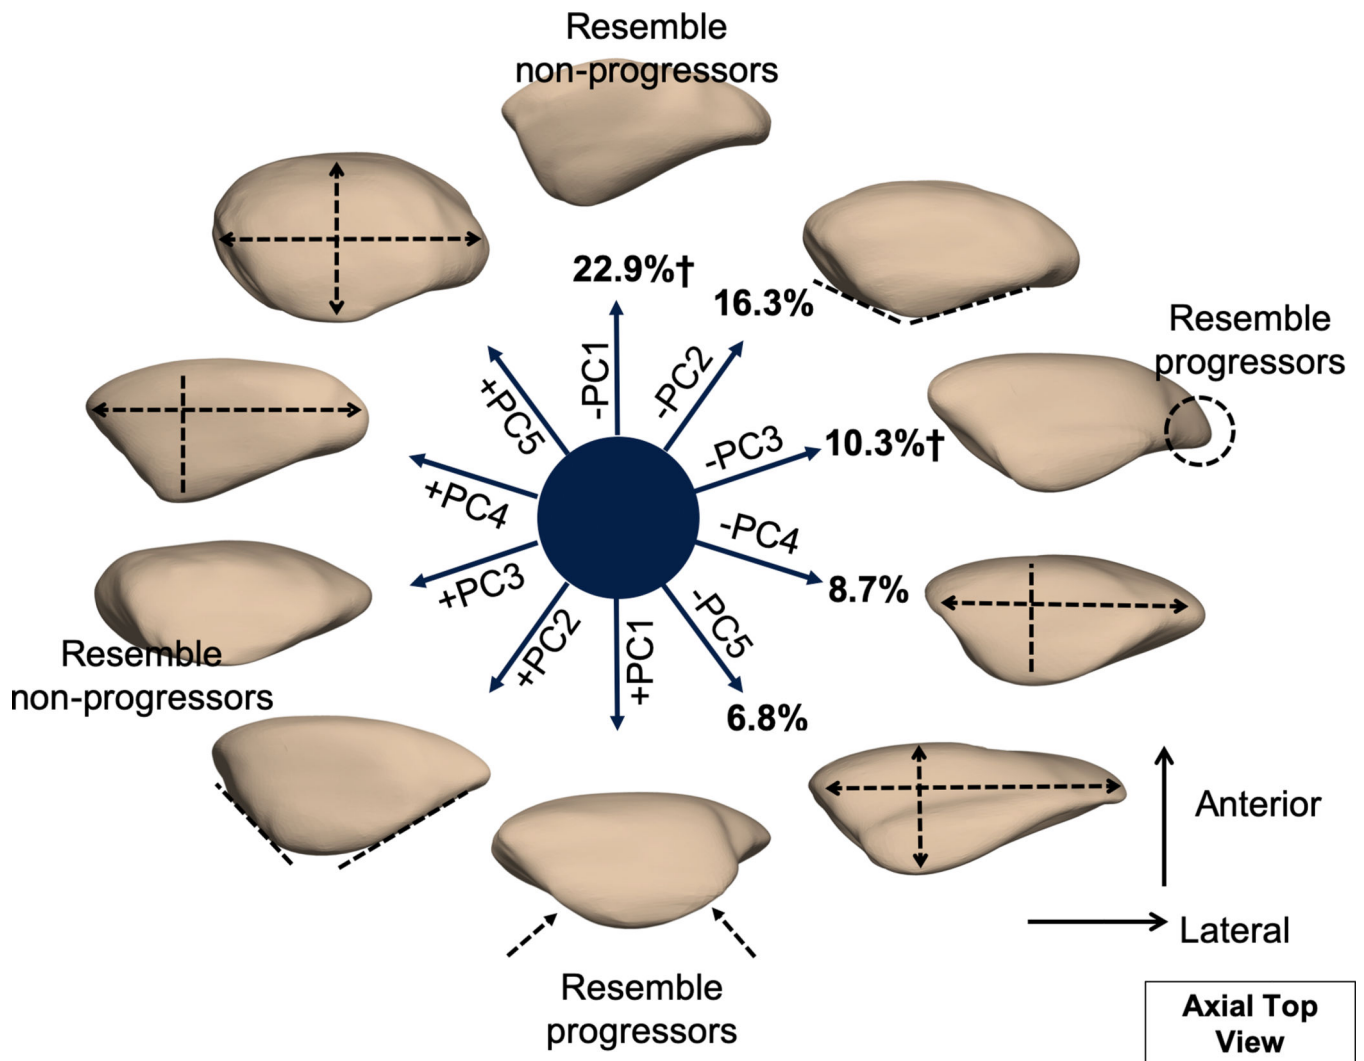 Resemble
non-progressors
22.9%†
16.3%
Resemble
progressors
-PC1
-PC2
+PC5
-PC3
10.3%†
+PC4
-PC4
8.7%
+PC3
-PC5
+PC2
+PC1
Resemble
non-progressors
6.8%
Anterior
Lateral
Resemble
progressors
Axial Top
View